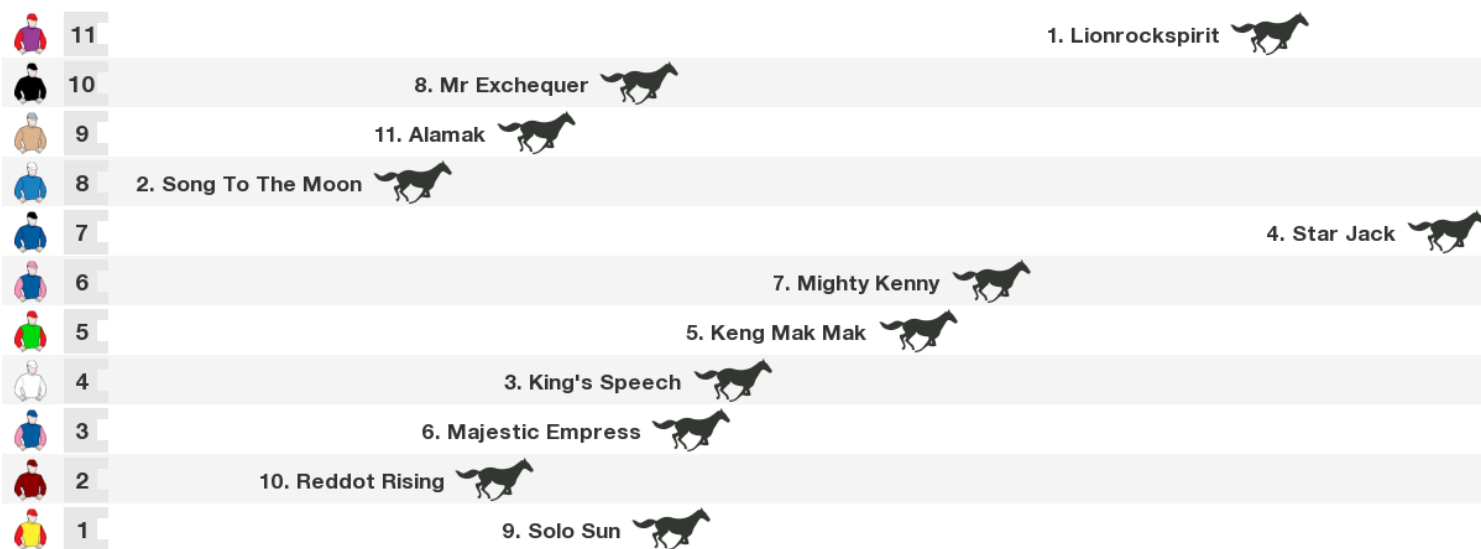 11 1. Lionrockspirit
10 8. Mr Exchequer
9 11. Alamak
8 2. Song To The Moon
7 4. Star Jack
6 7. Mighty Kenny
5 5. Keng Mak Mak
4 3. King's Speech
3 6. Majestic Empress
2 10. Reddot Rising
1 9. Solo Sun